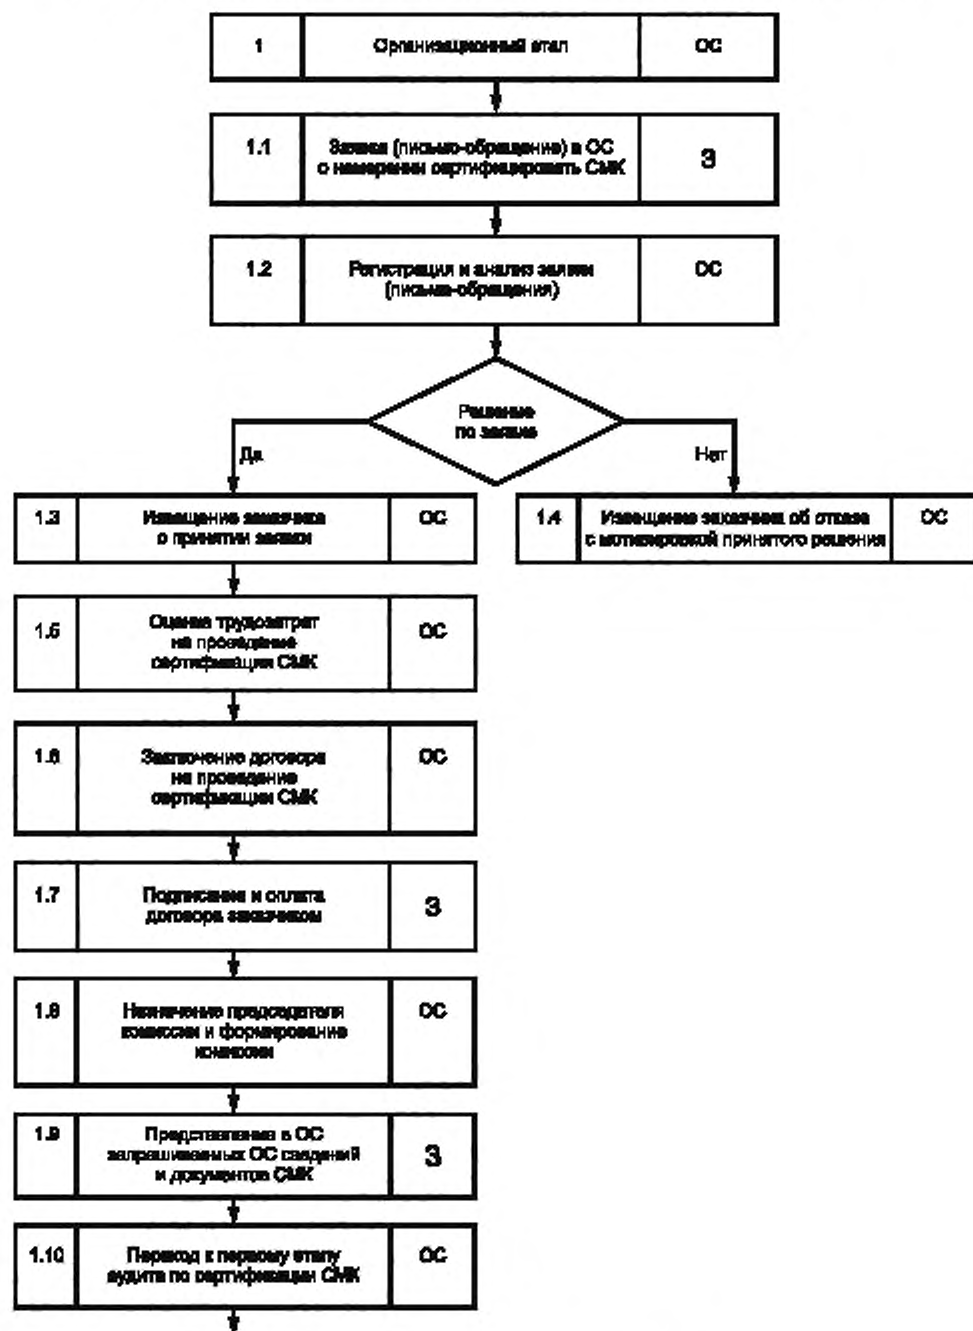 1 Организационный этап ОС
1.1 Заявка (письмо-обращение) в ОС
о намерении сертифицировать СМК З
1.2 Регистрация и анализ заявки ОС
(письма-обращения)
Решение
по заявке
Да
Нет
1.3 Извещение заказчика ОС
о принятии заявки
1.4 Извещение заказчика об отказе ОС
с мотивировкой принятого решения
1.5 Оценка трудозатрат ОС
на проведение
сертификации СМК
1.6 Заключение договора ОС
на проведение
сертификации СМК
1.7 Подписание и оплата З
договора заказчиком
1.8 Назначение председателя ОС
комиссии и формирование
комиссии
1.9 Представление в ОС
запрашиваемых ОС сведений З
и документов СМК
1.10 Переход к первому этапу ОС
аудита по сертификации СМК